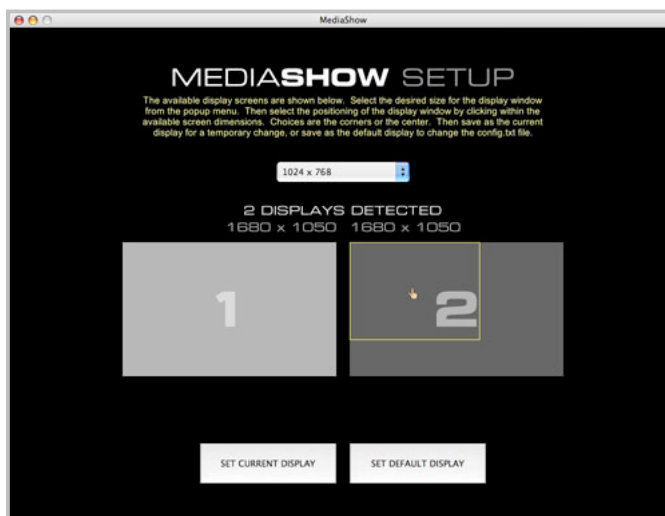 MediaShow
MEDIASHOW SETUP
The available display screens are shown below. Select the desired size for the display window
from the popup menu. Then select the positioning of the display window by clicking within the
available screen dimensions. Choices are the corners or the center. Then save as the current
display for a temporary change, or save as the default display to change the config.txt file.
1024 x 768
2 DISPLAYS DETECTED
1680 x 1050 1680 x 1050
1 2
SET CURRENT DISPLAY SET DEFAULT DISPLAY